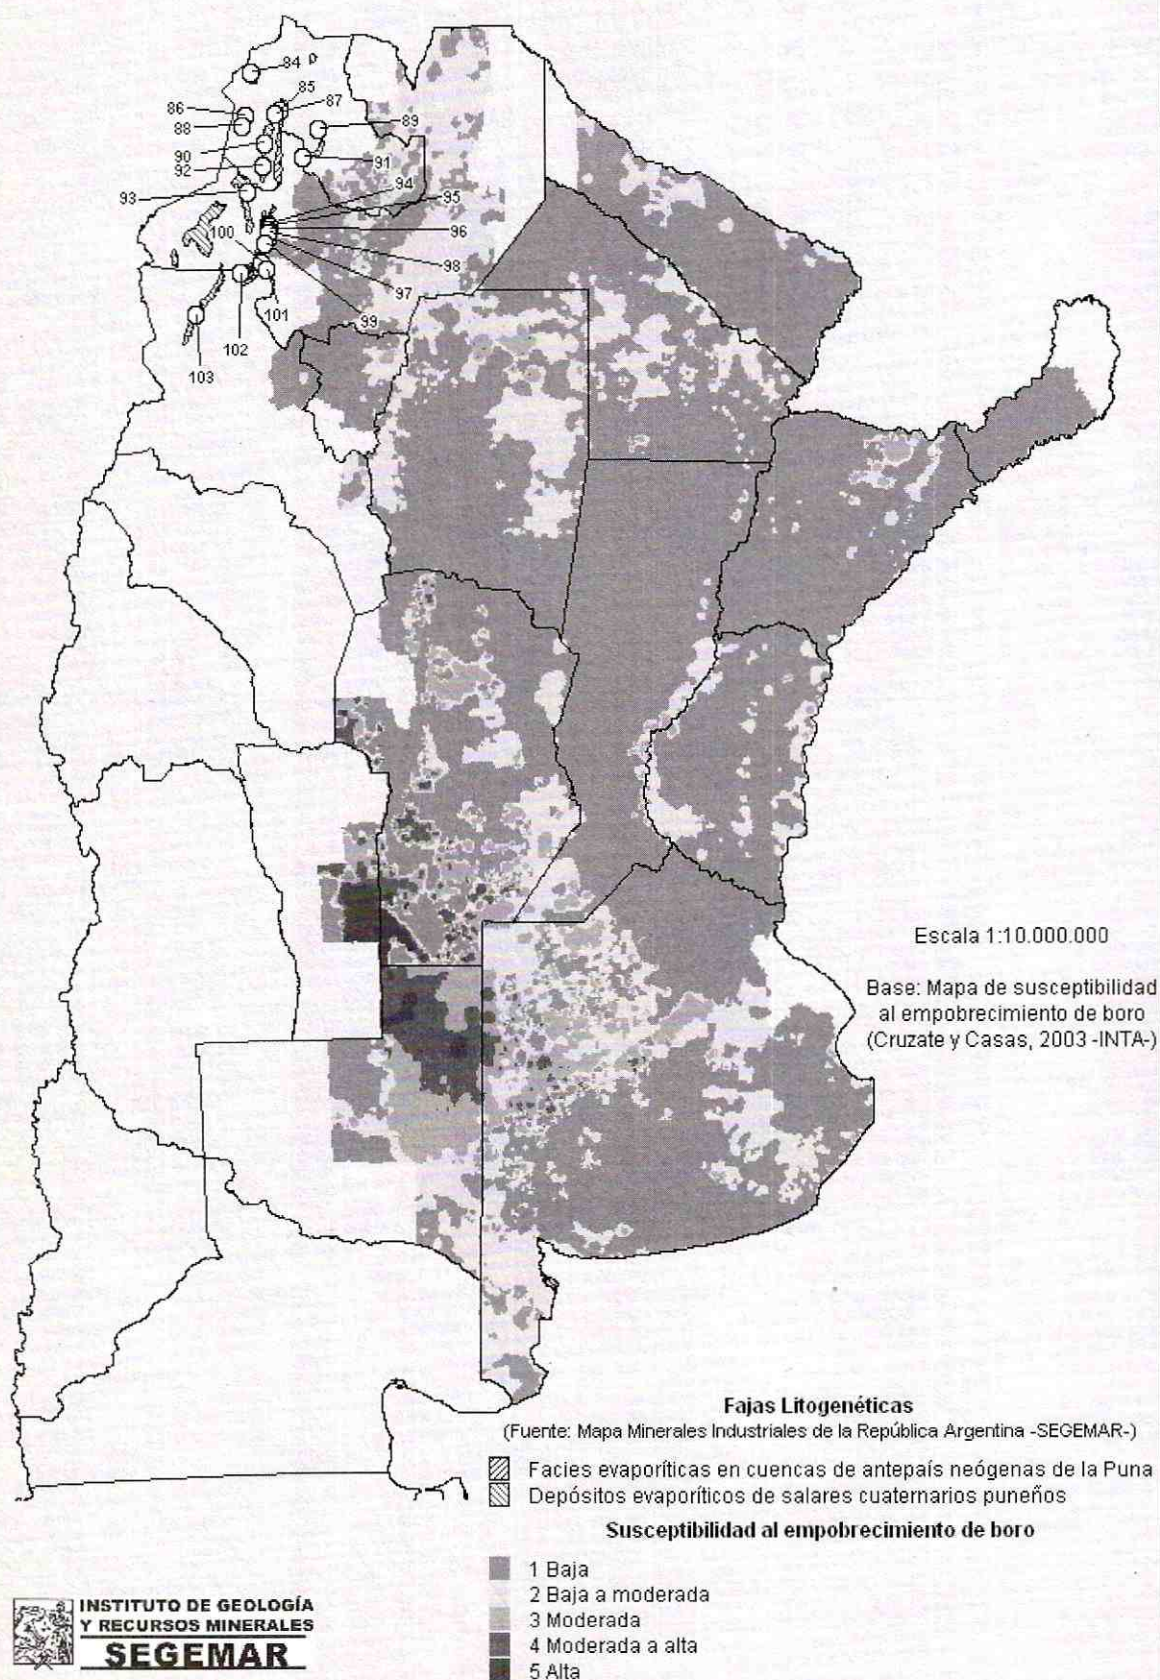 84
85
86
87
88
89
90
91
92
93
94
95
96
100
98
97
101
99
102
103
Escala 1:10.000.000
Base: Mapa de susceptibilidad
al empobrecimiento de boro
(Cruzate y Casas, 2003 -INTA-)
Fajas Litogenéticas
(Fuente: Mapa Minerales Industriales de la República Argentina -SEGEMAR-)
Facies evaporíticas en cuencas de antepaís neógenas de la Puna
Depósitos evaporíticos de salares cuaternarios puneños
Susceptibilidad al empobrecimiento de boro
1 Baja
2 Baja a moderada
3 Moderada
4 Moderada a alta
5 Alta
INSTITUTO DE GEOLOGÍA
Y RECURSOS MINERALES
SEGEMAR